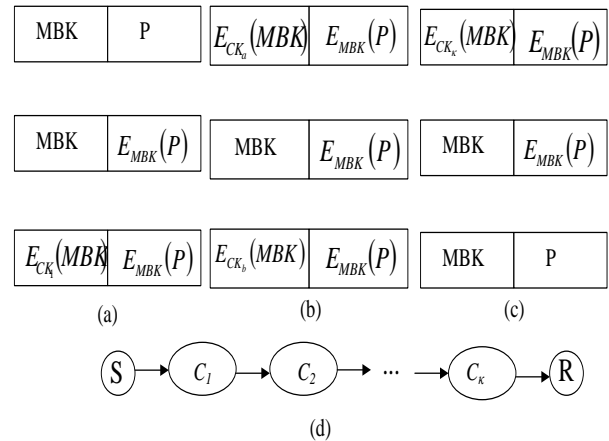 MBK P E_{CK_a}(MBK) E_{MBK}(P) E_{CK_κ}(MBK) E_{MBK}(P)
MBK E_{MBK}(P) MBK E_{MBK}(P) MBK E_{MBK}(P)
E_{CK_1}(MBK) E_{MBK}(P) E_{CK_b}(MBK) E_{MBK}(P) MBK P
(a) (b) (c)
S C_1 C_2 ... C_κ R
(d)